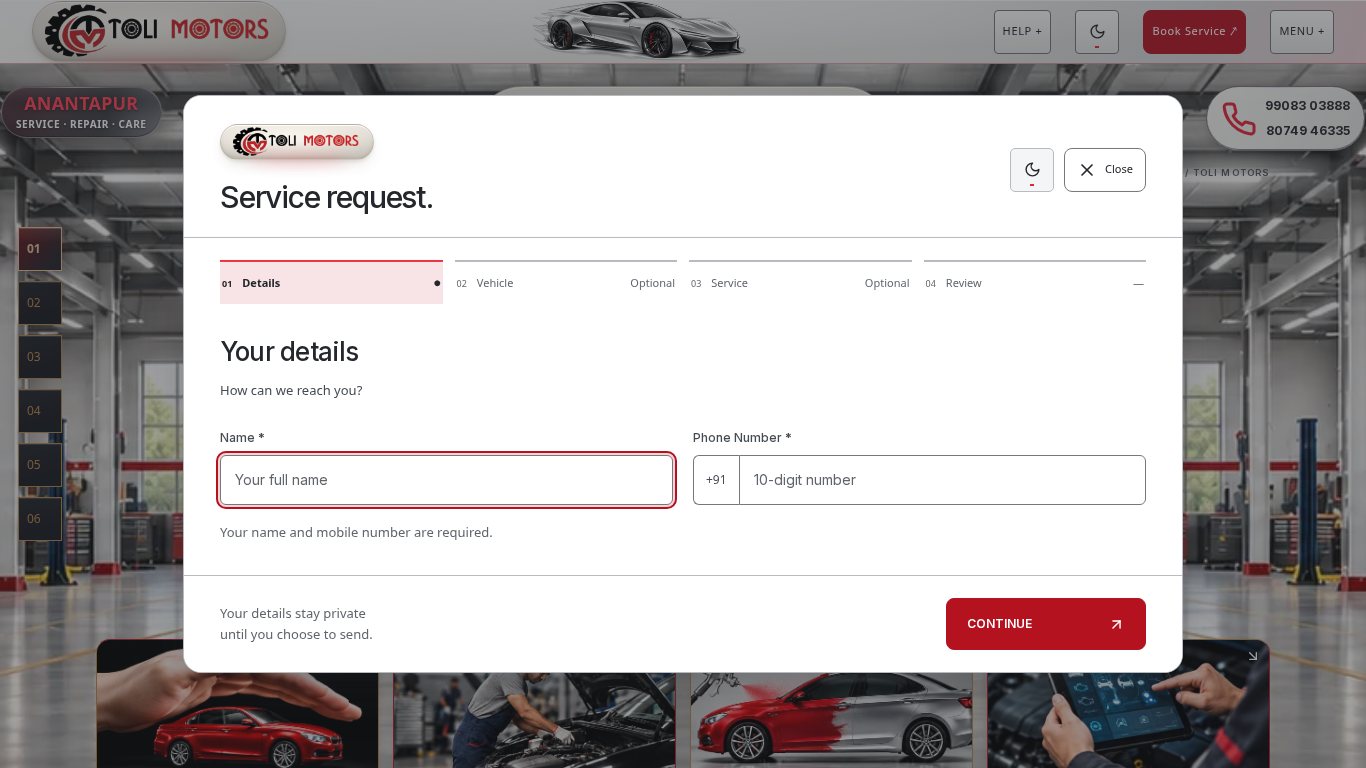 TOLI MOTORS
HELP +
Book Service ↗
MENU +
ANANTAPUR
SERVICE · REPAIR · CARE
99083 03888
80749 46335
/ TOLI MOTORS
01
02
03
04
05
06
TOLI MOTORS
Service request.
Close
01 Details
02 Vehicle Optional
03 Service Optional
04 Review —
Your details
How can we reach you?
Name *
Your full name
Phone Number *
+91 10-digit number
Your name and mobile number are required.
Your details stay private
until you choose to send.
CONTINUE